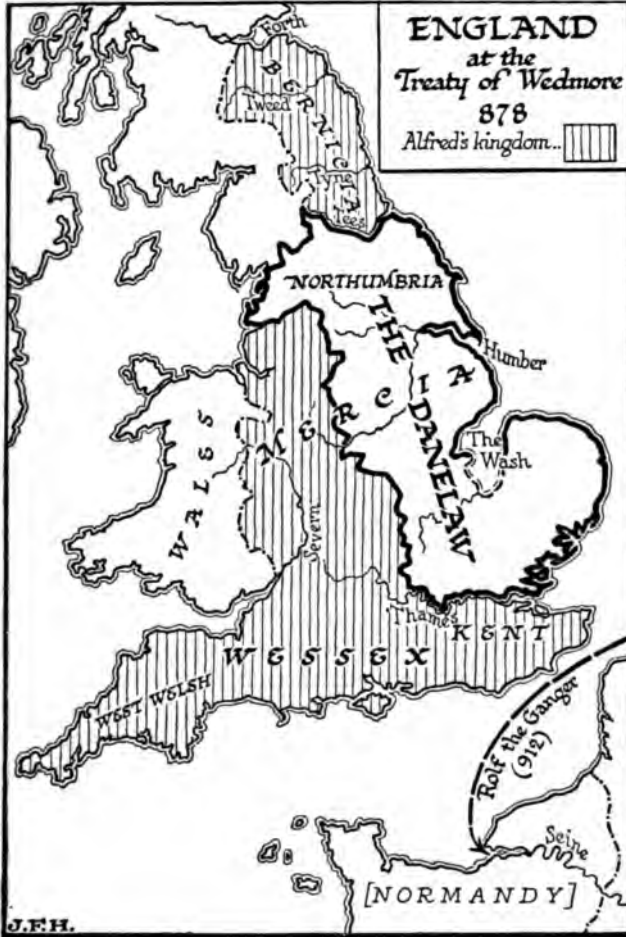 ENGLAND
at the
Treaty of Wedmore
878
Alfred's kingdom..
Forth
BERNICIA
Tweed
Tyne
Tees
NORTHUMBRIA
THE DANELAW
Humber
MERCIA
The
Wash
WALES
Severn
Thames
KENT
WESSEX
WEST WELSH
Rolf the Ganger
(912)
Seine
[NORMANDY]
J.F.H.